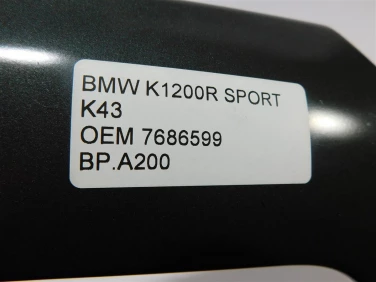 BMW K1200R SPORT
K43
OEM 7686599
BP.A200